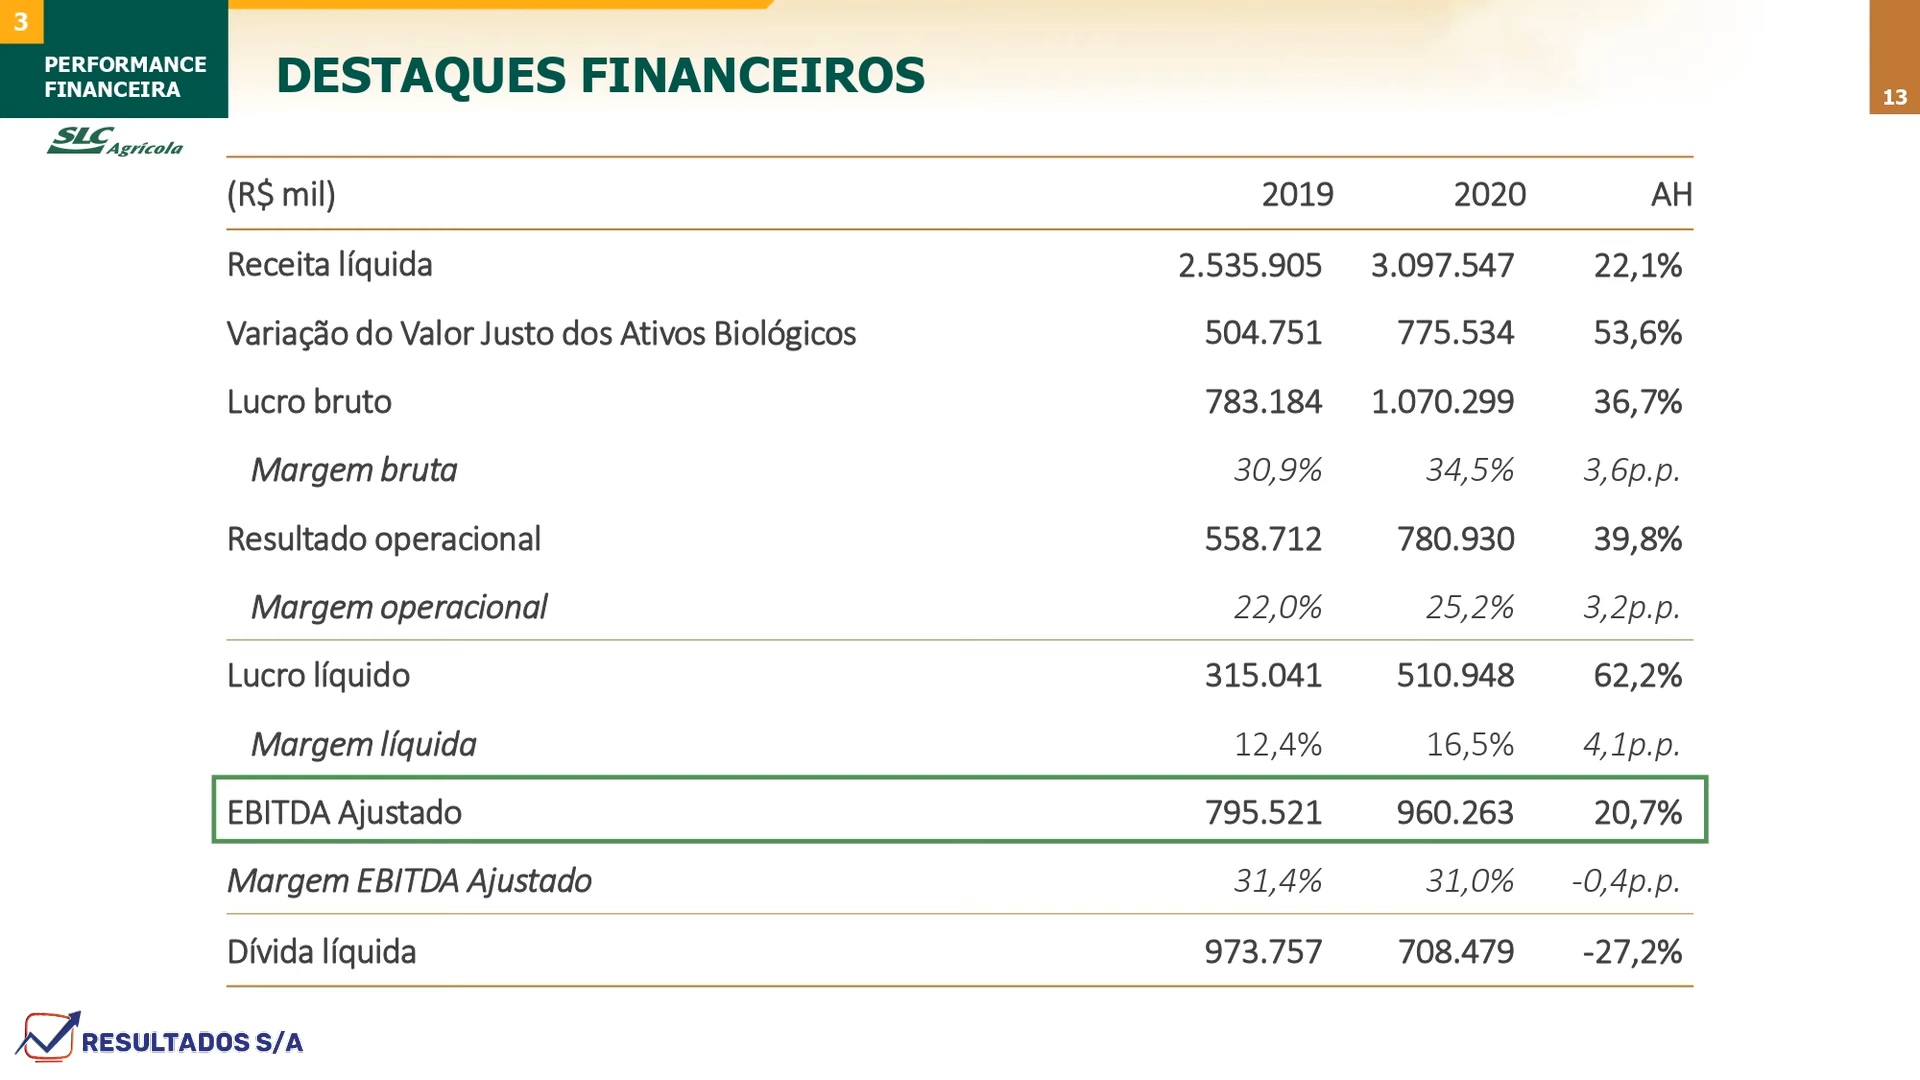 3
PERFORMANCE
FINANCEIRA
DESTAQUES FINANCEIROS
13
SLC Agrícola
(R$ mil) 2019 2020 AH
Receita líquida 2.535.905 3.097.547 22,1%
Variação do Valor Justo dos Ativos Biológicos 504.751 775.534 53,6%
Lucro bruto 783.184 1.070.299 36,7%
Margem bruta 30,9% 34,5% 3,6p.p.
Resultado operacional 558.712 780.930 39,8%
Margem operacional 22,0% 25,2% 3,2p.p.
Lucro líquido 315.041 510.948 62,2%
Margem líquida 12,4% 16,5% 4,1p.p.
EBITDA Ajustado 795.521 960.263 20,7%
Margem EBITDA Ajustado 31,4% 31,0% -0,4p.p.
Dívida líquida 973.757 708.479 -27,2%
RESULTADOS S/A